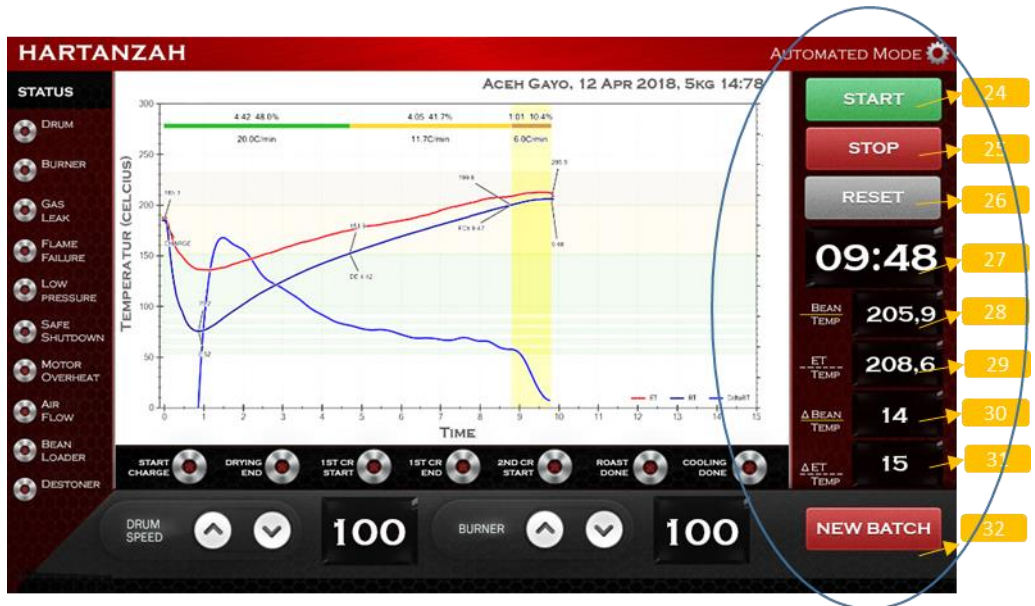 HARTANZAH
AUTOMATED MODE
STATUS
DRUM
BURNER
GAS
LEAK
FLAME
FAILURE
LOW
PRESSURE
SAFE
SHUTDOWN
MOTOR
OVERHEAT
AIR
FLOW
BEAN
LOADER
DESTONER
ACEH GAYO, 12 APR 2018, 5KG 14:78
4.42 48.0%
4.05 41.7%
1.01 10.4%
20.0C/min
11.7C/min
6.0C/min
TEMPERATUR (CELCIUS)
300
250
200
150
100
50
0
CHARGE
205.9
0 1 2 3 4 5 6 7 8 9 10 11 12 13 14 15
TIME
ET
BT
DeltaBT
START
CHARGE
DRYING
END
1ST CR
START
1ST CR
END
2ND CR
START
ROAST
DONE
COOLING
DONE
DRUM
SPEED
100
BURNER
100
START
24
STOP
25
RESET
26
09:48
27
BEAN
TEMP
205,9
28
ET
TEMP
208,6
29
Δ BEAN
TEMP
14
30
Δ ET
TEMP
15
31
NEW BATCH
32